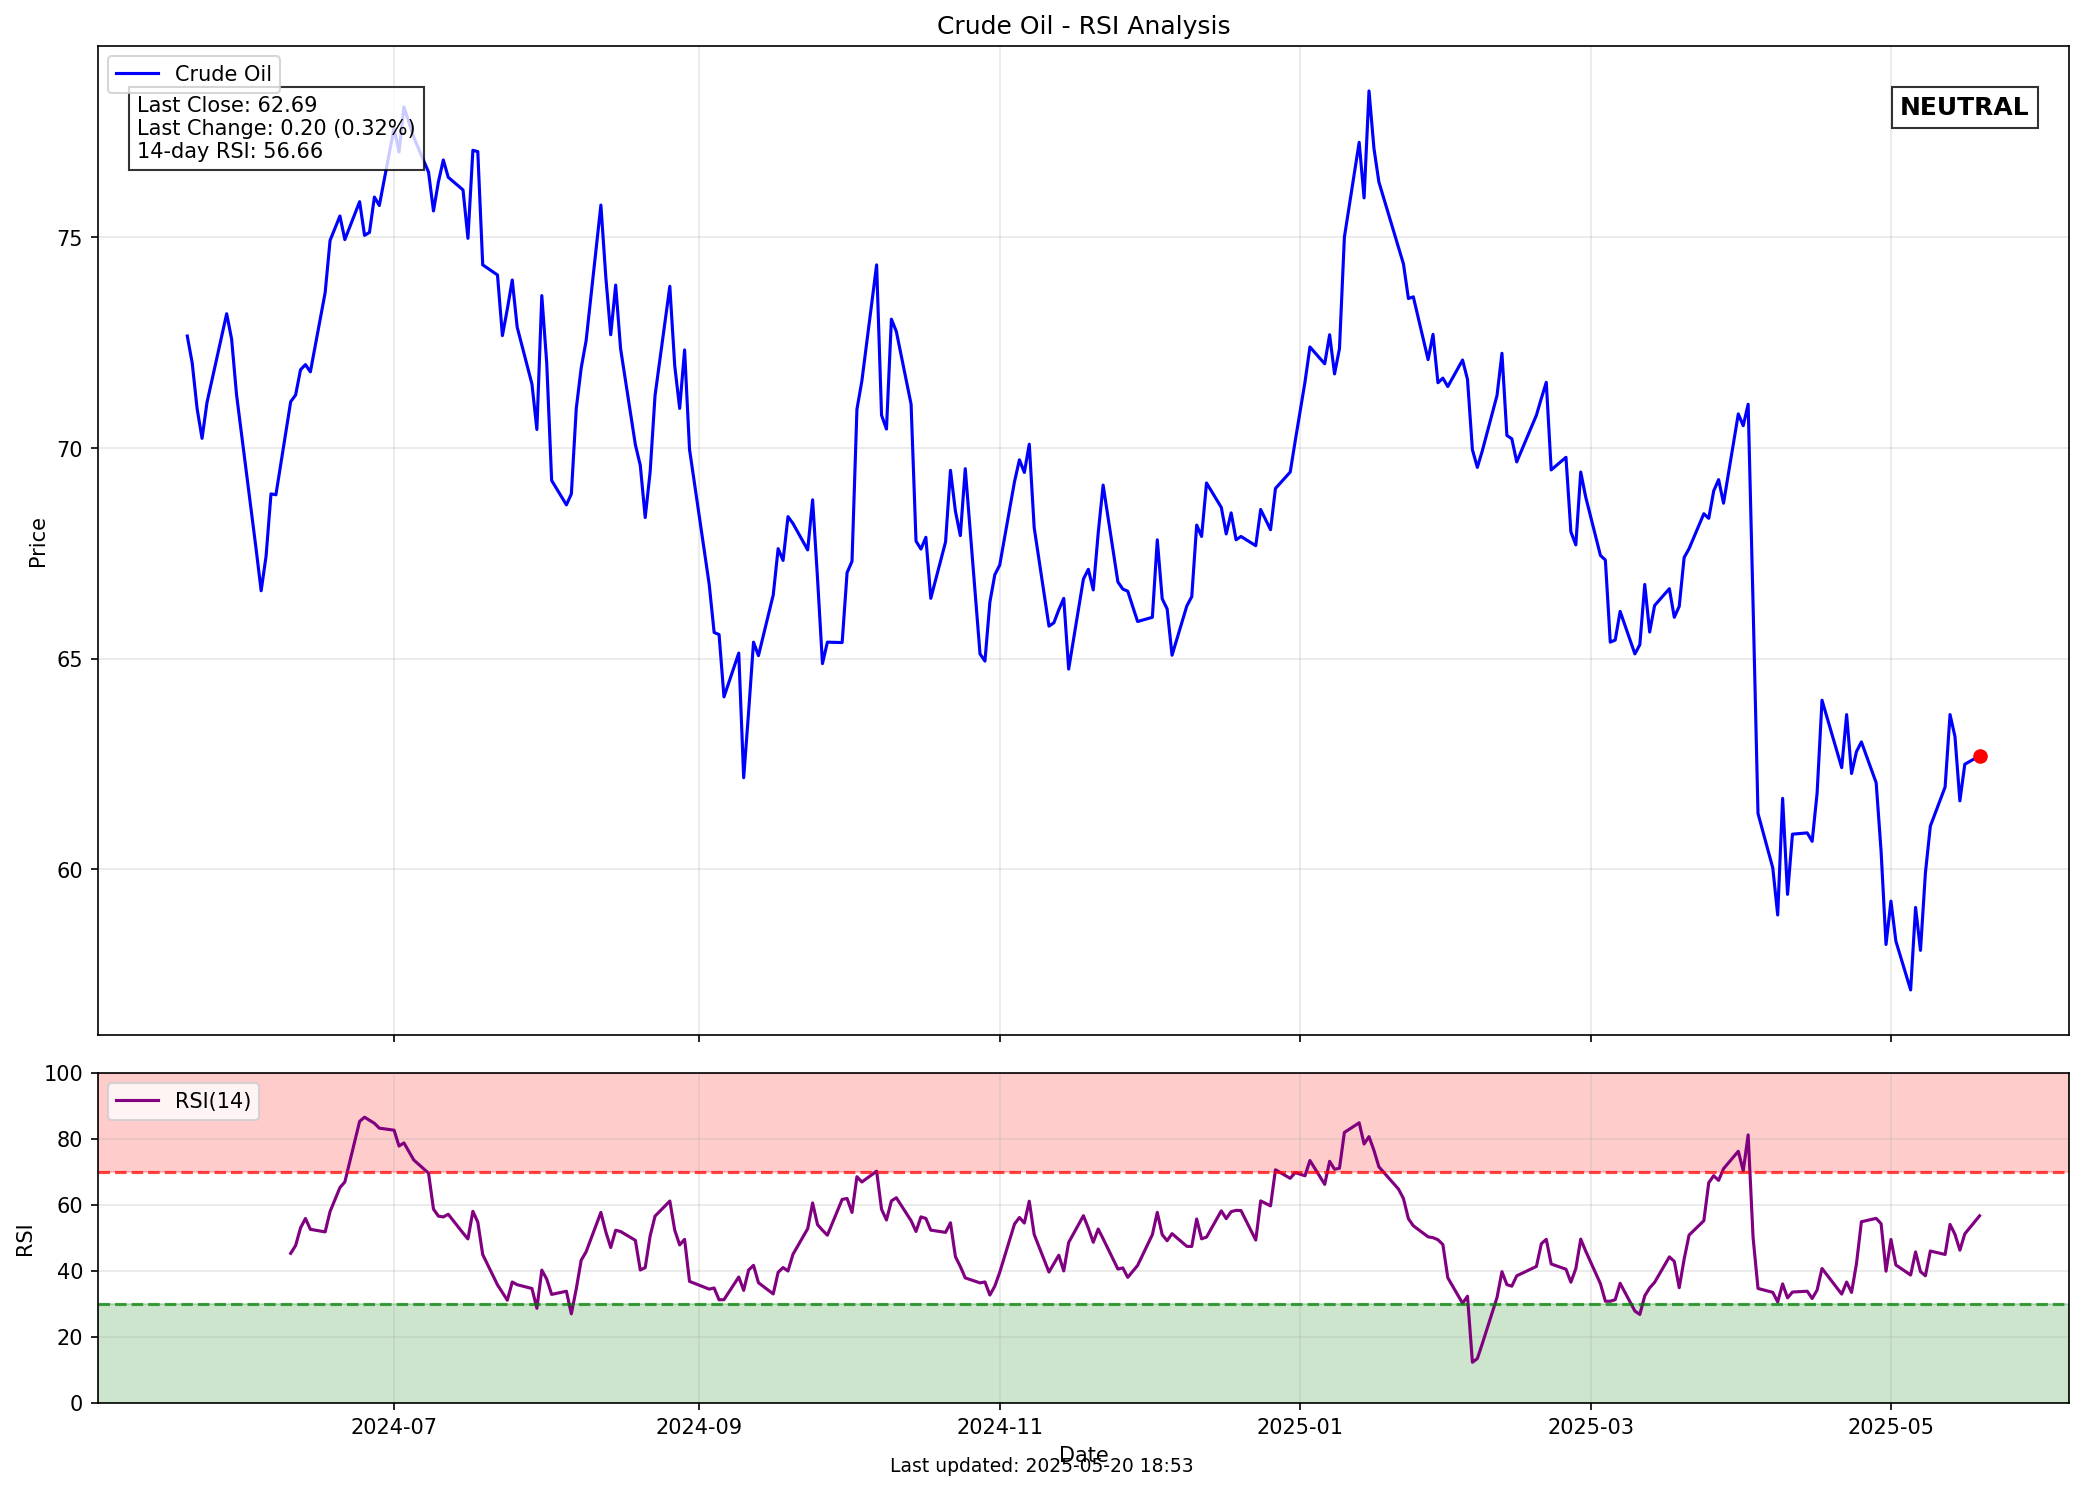 Crude Oil - RSI Analysis
Crude Oil
Last Close: 62.69
Last Change: 0.20 (0.32%)
14-day RSI: 56.66
NEUTRAL
75
70
65
60
Price
100
80
60
40
20
0
RSI
RSI(14)
2024-07
2024-09
2024-11
2025-01
2025-03
2025-05
Date
Last updated: 2025-05-20 18:53